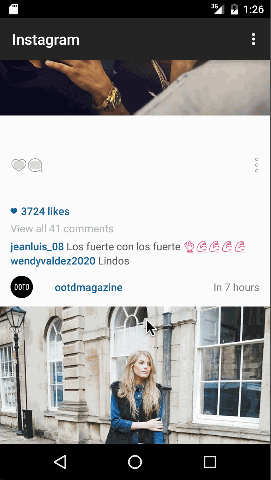 3G 1:26
Instagram
3724 likes
View all 41 comments
jeanluis_08 Los fuerte con los fuerte 👌💪💪💪💪
wendyvaldez2020 Lindos
OOTD ootdmagazine In 7 hours